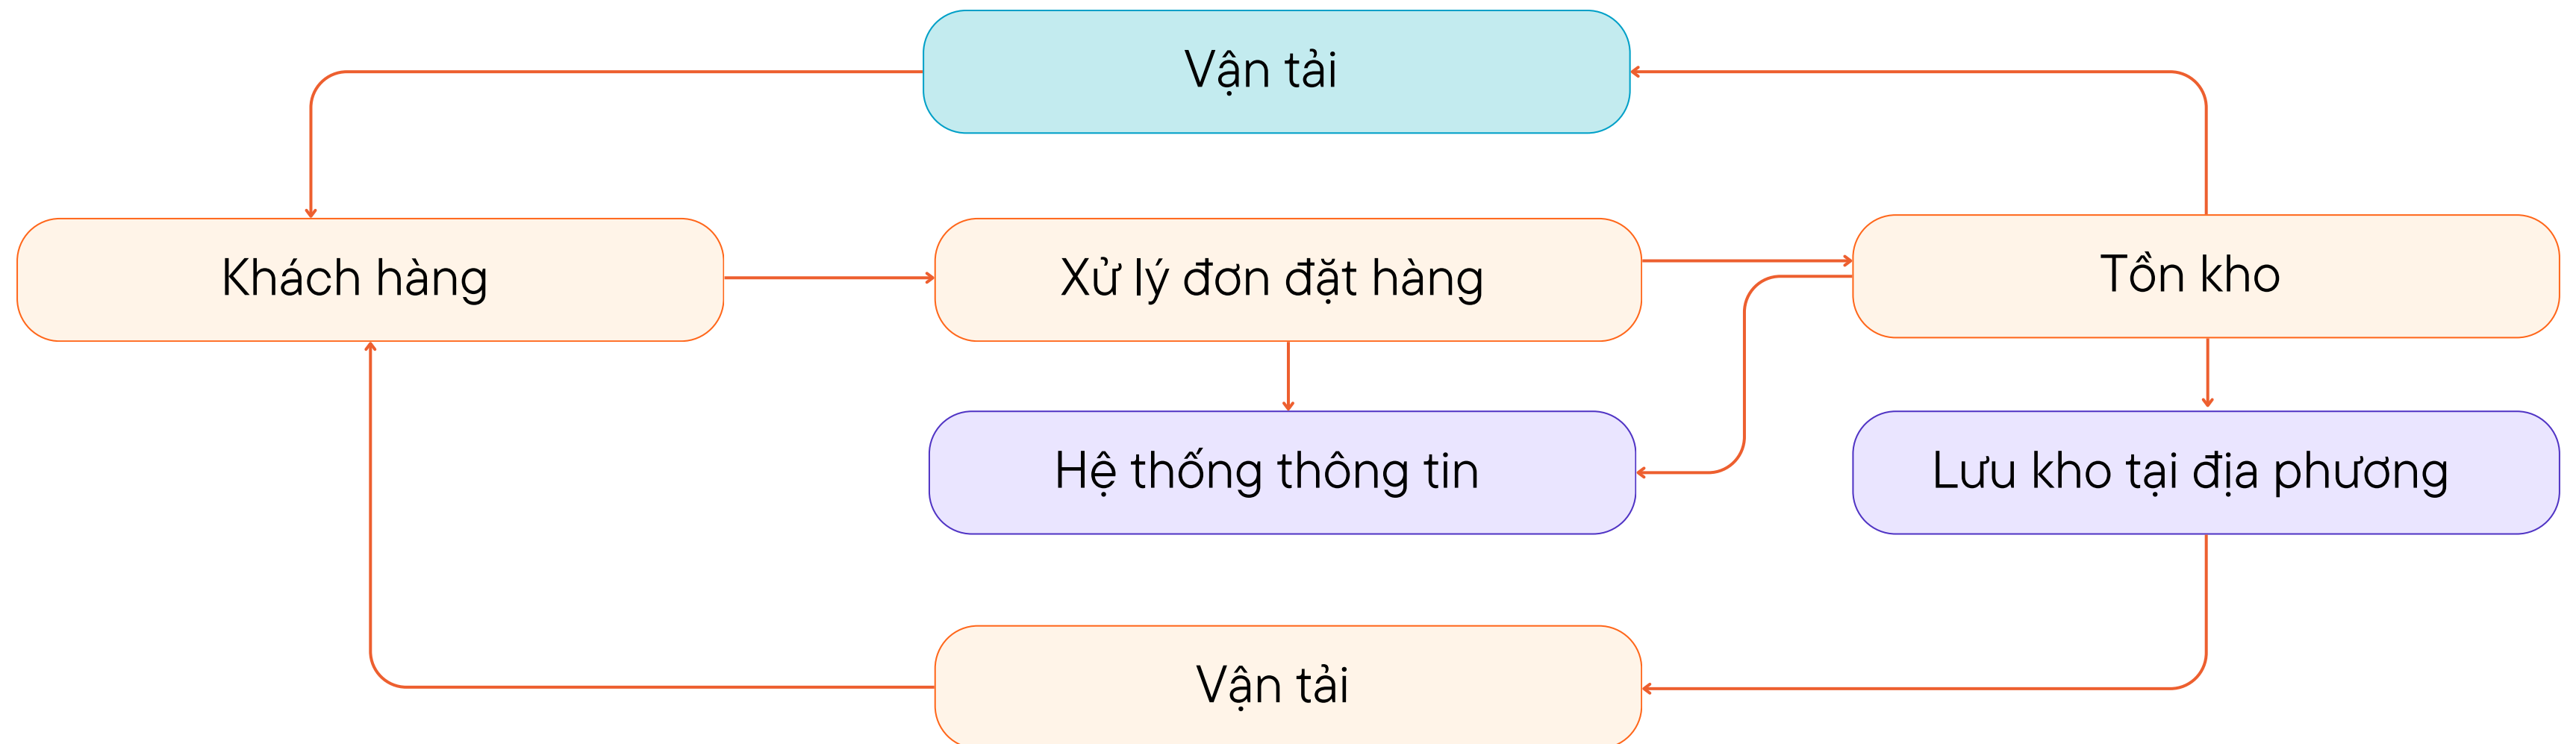 Vận tải
Khách hàng
Xử lý đơn đặt hàng
Tồn kho
Hệ thống thông tin
Lưu kho tại địa phương
Vận tải